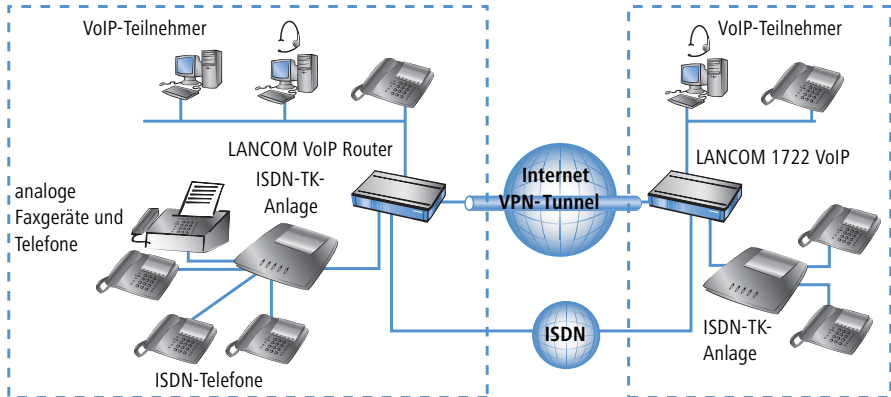 VoIP-Teilnehmer
VoIP-Teilnehmer
LANCOM VoIP Router
ISDN-TK-
Anlage
analoge
Faxgeräte und
Telefone
Internet
VPN-Tunnel
LANCOM 1722 VoIP
ISDN
ISDN-TK-
Anlage
ISDN-Telefone